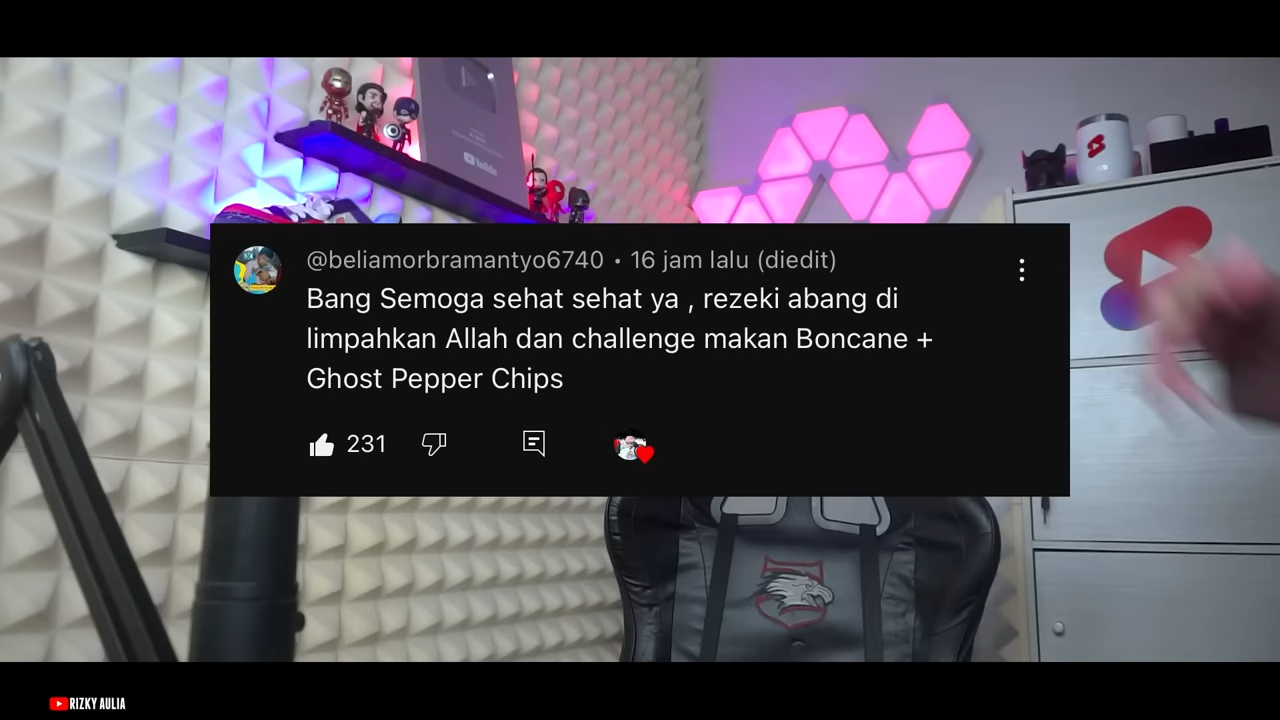 YouTube
@beliamorbramantyo6740 • 16 jam lalu (diedit)
Bang Semoga sehat sehat ya , rezeki abang di
limpahkan Allah dan challenge makan Boncane +
Ghost Pepper Chips
231
RIZKY AULIA